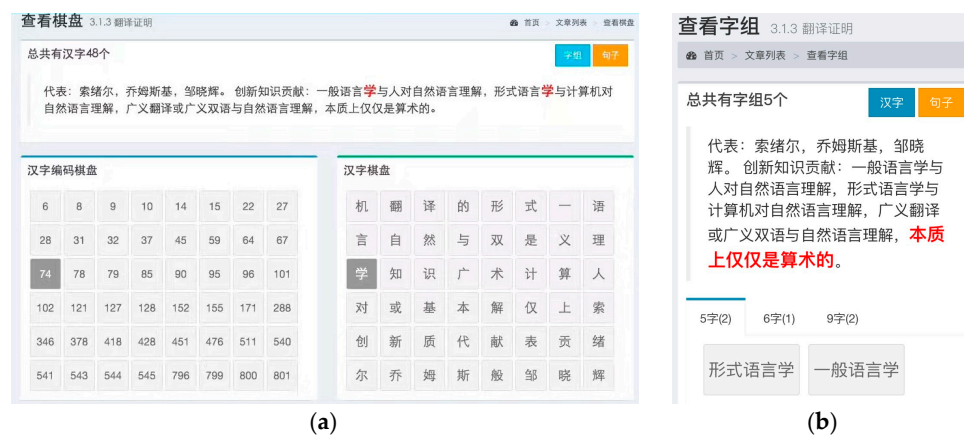 查看棋盘 3.1.3 翻译证明
首页 > 文章列表 > 查看棋盘
总共有汉字48个
字组 句子
代表：索绪尔，乔姆斯基，邹晓辉。 创新知识贡献：一般语言学与人对自然语言理解，形式语言学与计算机对
自然语言理解，广义翻译或广义双语与自然语言理解，本质上仅仅是算术的。
汉字编码棋盘
6 8 9 10 14 15 22 27
28 31 32 37 45 59 64 67
74 78 79 85 90 95 96 101
102 121 127 128 152 155 171 288
346 378 418 428 451 476 511 540
541 543 544 545 796 799 800 801
汉字棋盘
机 翻 译 的 形 式 一 语
言 自 然 与 双 是 义 理
学 知 识 广 术 计 算 人
对 或 基 本 解 仅 上 索
创 新 质 代 献 表 贡 绪
尔 乔 姆 斯 般 邹 晓 辉
(a)
查看字组 3.1.3 翻译证明
首页 > 文章列表 > 查看字组
总共有字组5个
汉字 句子
代表：索绪尔，乔姆斯基，邹晓
辉。 创新知识贡献：一般语言学与
人对自然语言理解，形式语言学与
计算机对自然语言理解，广义翻译
或广义双语与自然语言理解，本质
上仅仅是算术的。
5字(2) 6字(1) 9字(2)
形式语言学 一般语言学
(b)